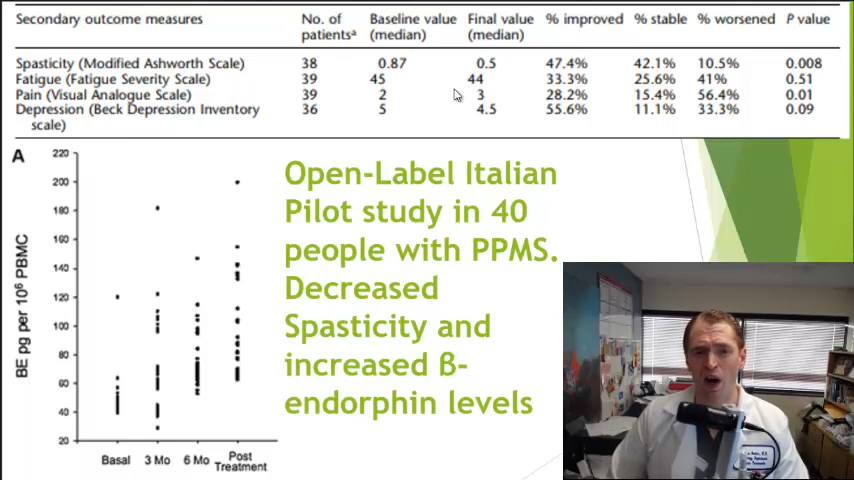 Secondary outcome measures No. of patientsª Baseline value (median) Final value (median) % improved % stable % worsened P value
Spasticity (Modified Ashworth Scale) 38 0.87 0.5 47.4% 42.1% 10.5% 0.008
Fatigue (Fatigue Severity Scale) 39 45 44 33.3% 25.6% 41% 0.51
Pain (Visual Analogue Scale) 39 2 3 28.2% 15.4% 56.4% 0.01
Depression (Beck Depression Inventory 36 5 4.5 55.6% 11.1% 33.3% 0.09
scale)
A
220
200
180
160
140
120
100
80
60
40
20
BE pg per 10⁶ PBMC
Basal 3 Mo 6 Mo Post
Treatment
Open-Label Italian
Pilot study in 40
people with PPMS.
Decreased
Spasticity and
increased ß-
endorphin levels